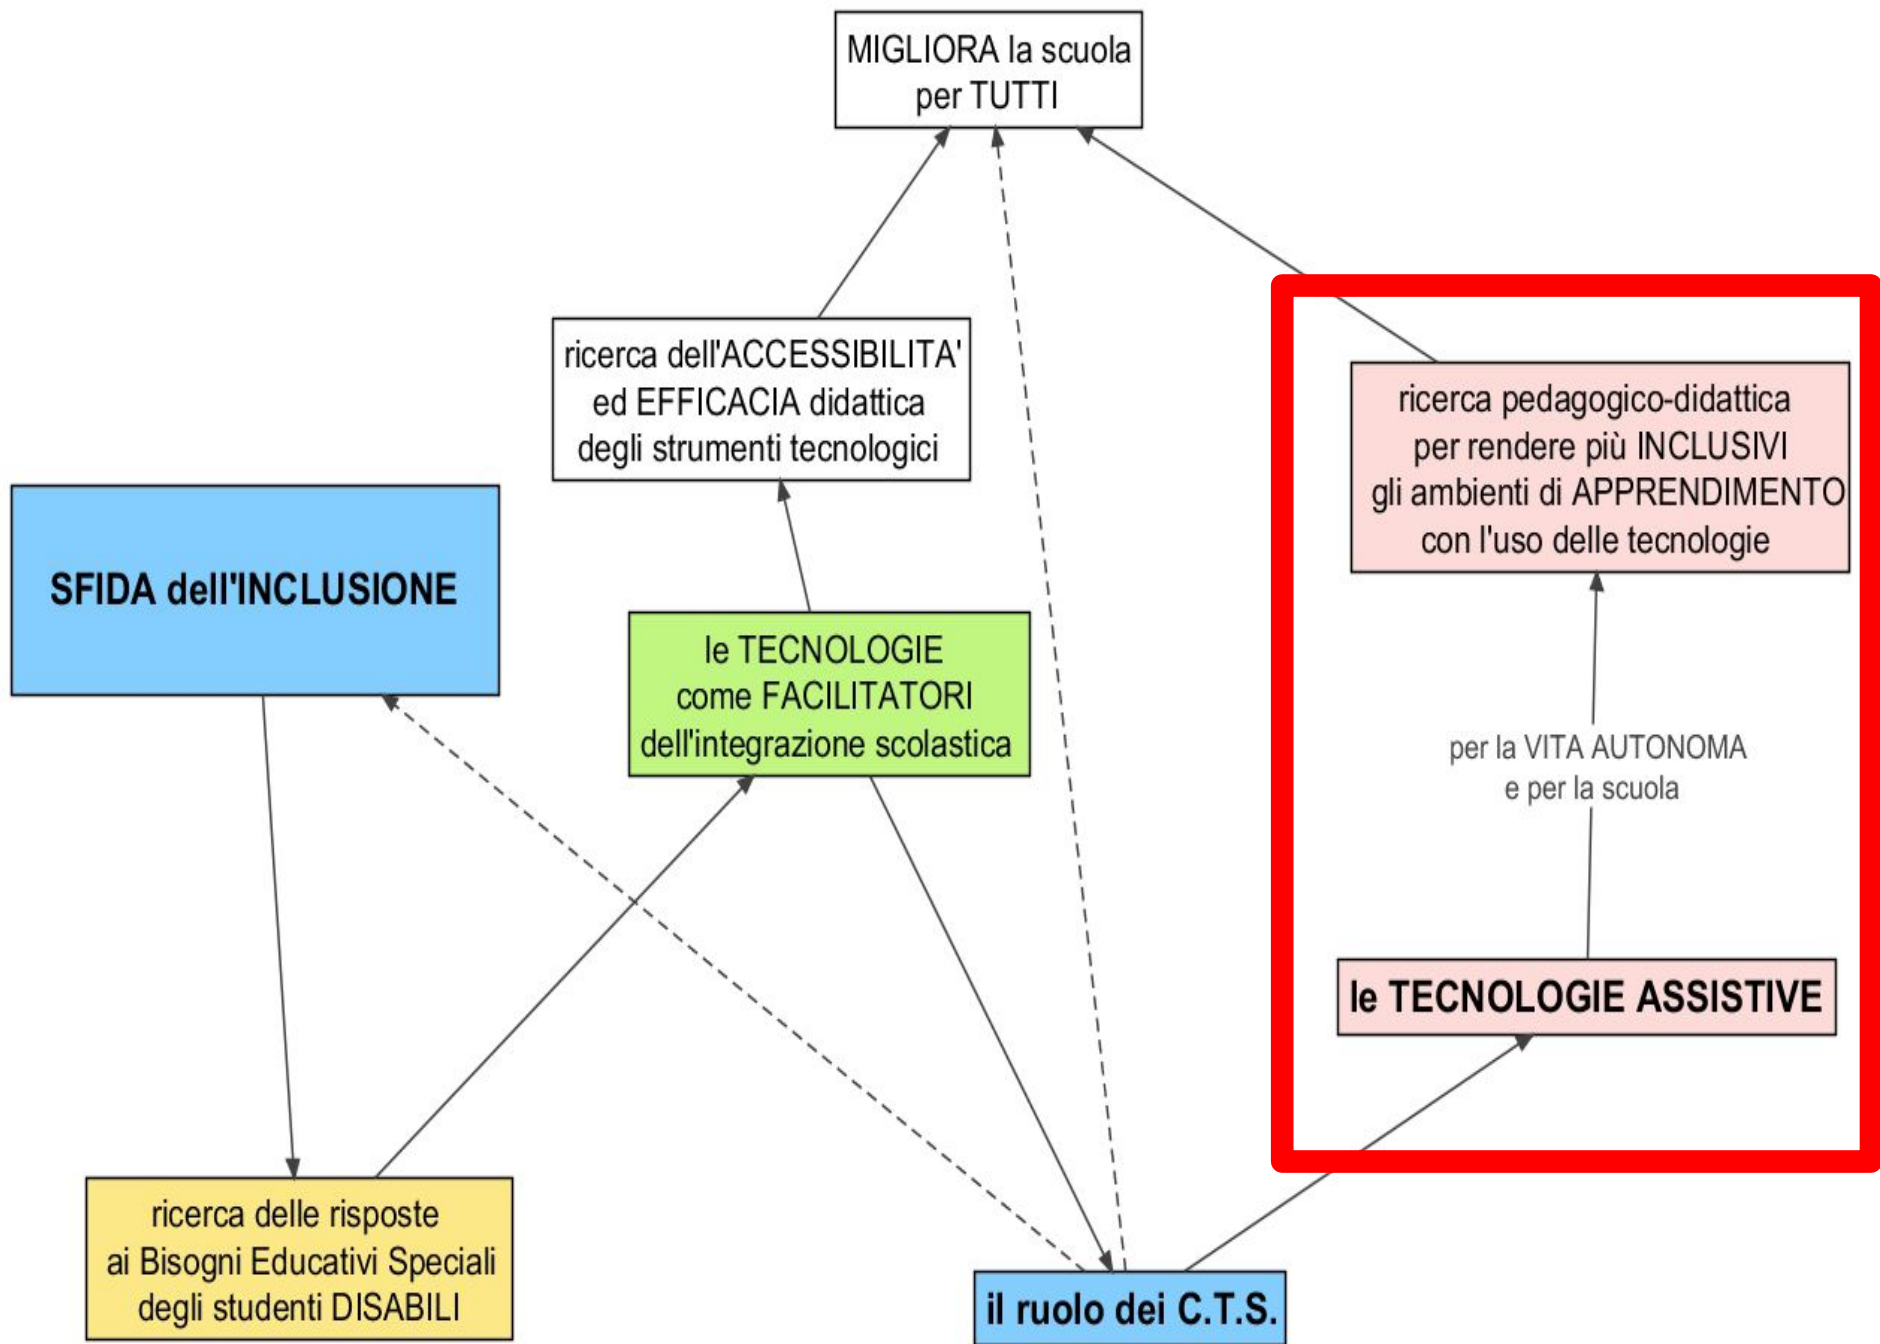 MIGLIORA la scuola
per TUTTI
ricerca dell'ACCESSIBILITA'
ed EFFICACIA didattica
degli strumenti tecnologici
ricerca pedagogico-didattica
per rendere più INCLUSIVI
gli ambienti di APPRENDIMENTO
con l'uso delle tecnologie
SFIDA dell'INCLUSIONE
le TECNOLOGIE
come FACILITATORI
dell'integrazione scolastica
per la VITA AUTONOMA
e per la scuola
le TECNOLOGIE ASSISTIVE
ricerca delle risposte
ai Bisogni Educativi Speciali
degli studenti DISABILI
il ruolo dei C.T.S.